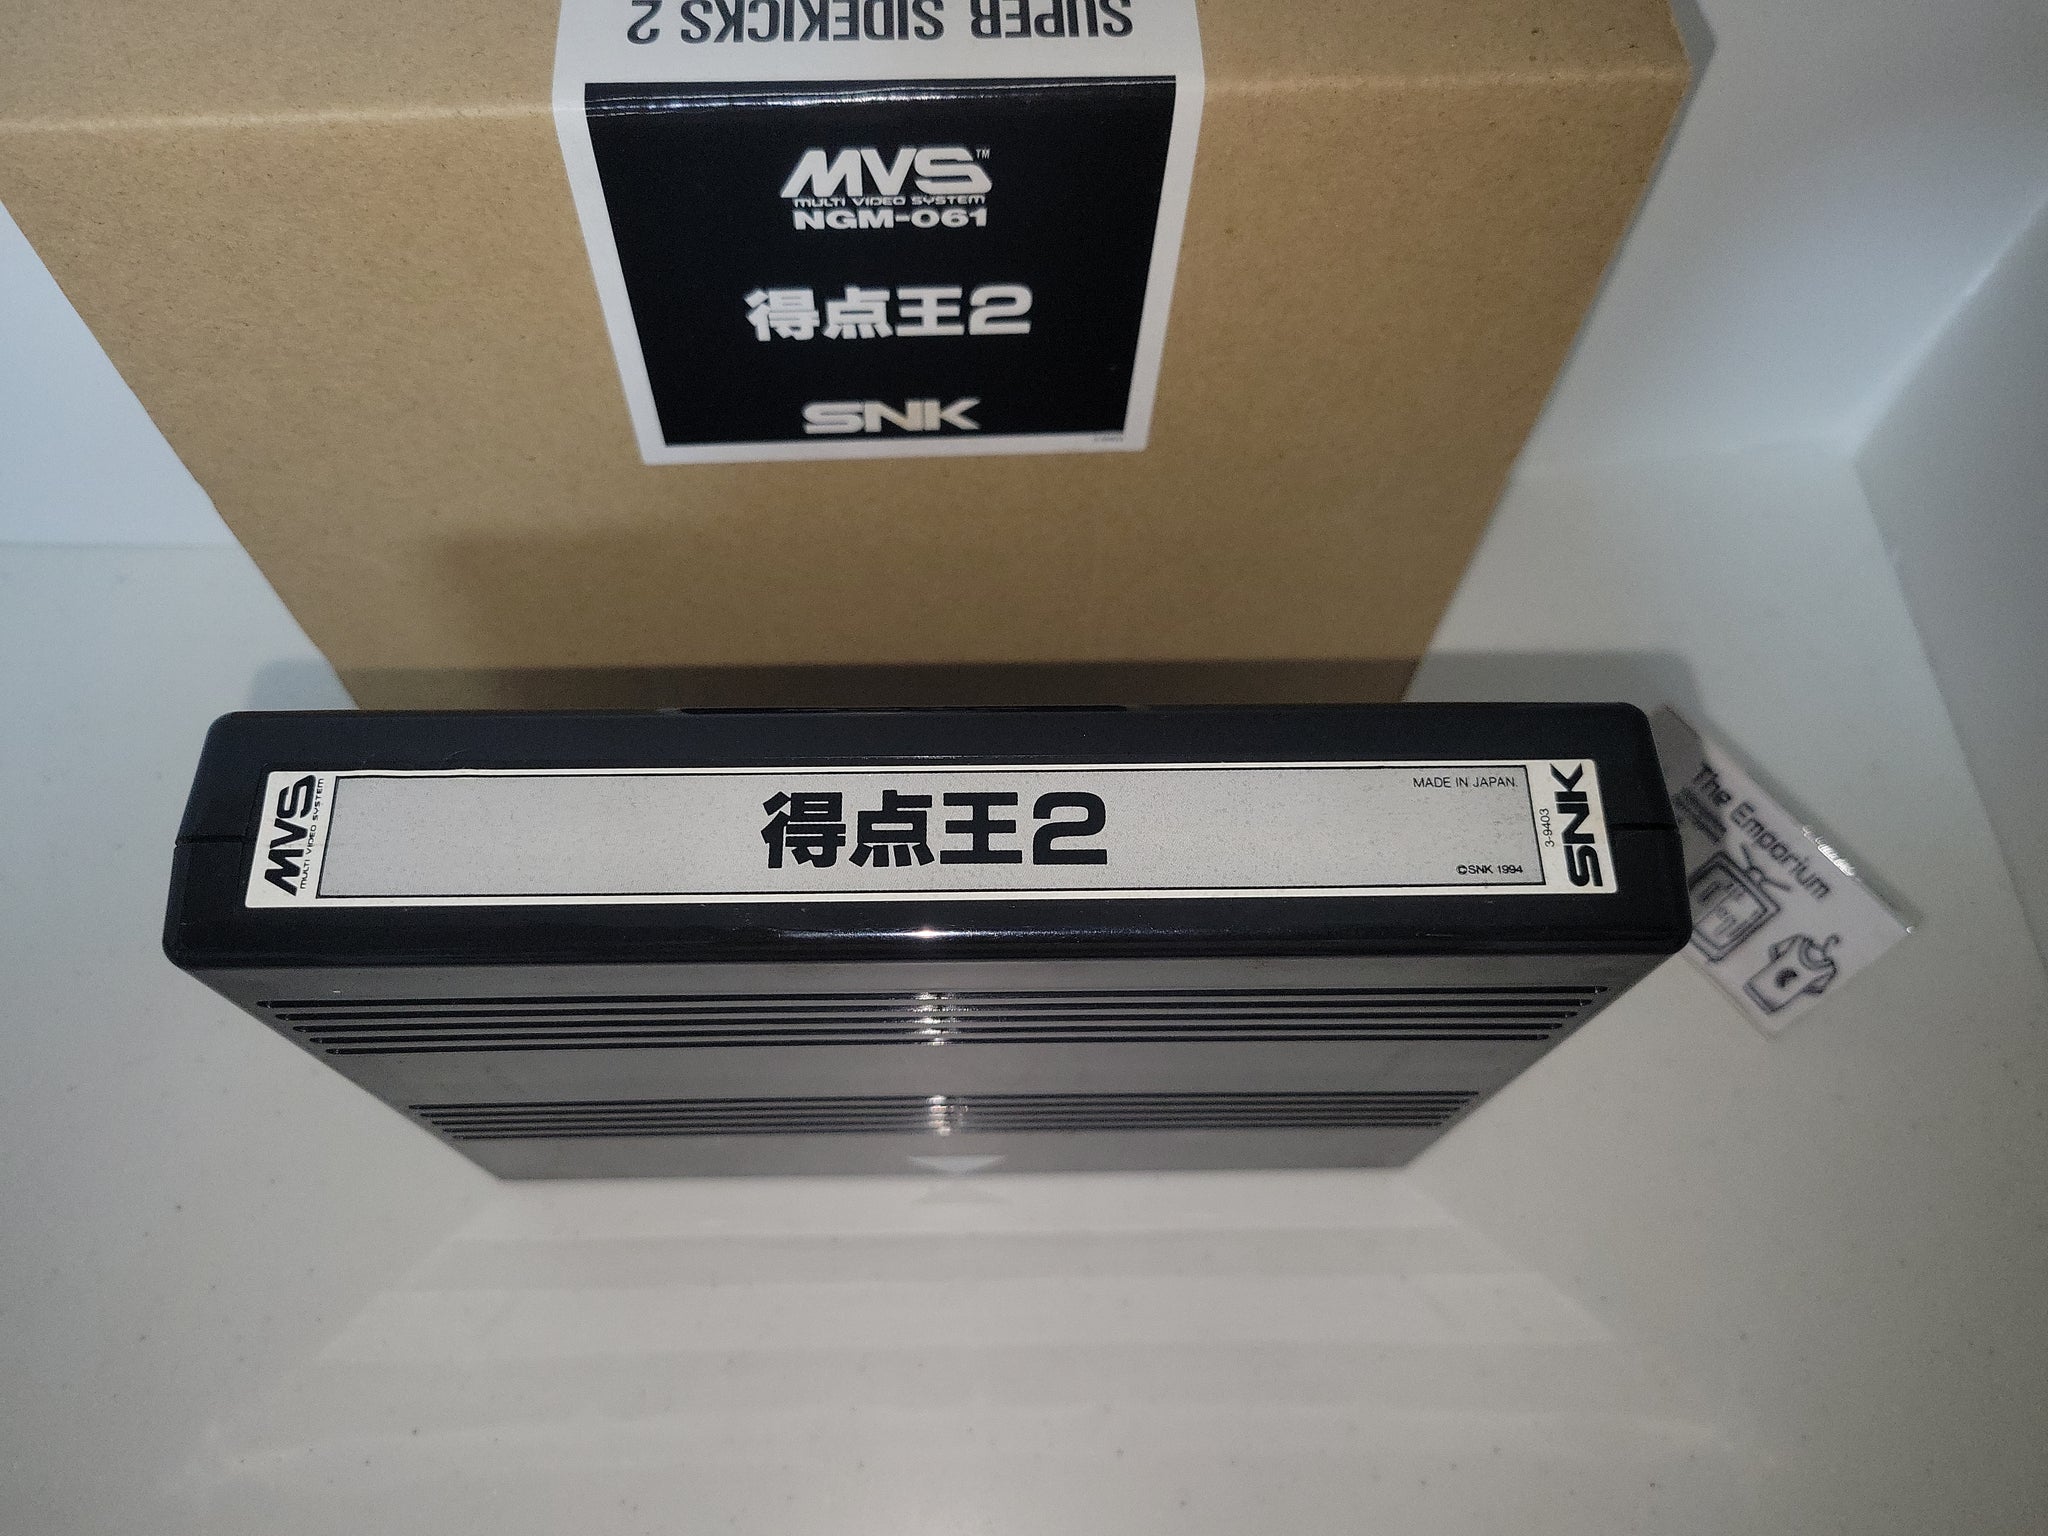 SUPER SIDEKICKS 2
MVS™
MULTI VIDEO SYSTEM
NGM-061
得点王2
SNK
MVS
MULTI VIDEO SYSTEM
得点王2
MADE IN JAPAN.
©SNK 1994
3-9403
SNK
The Emporium